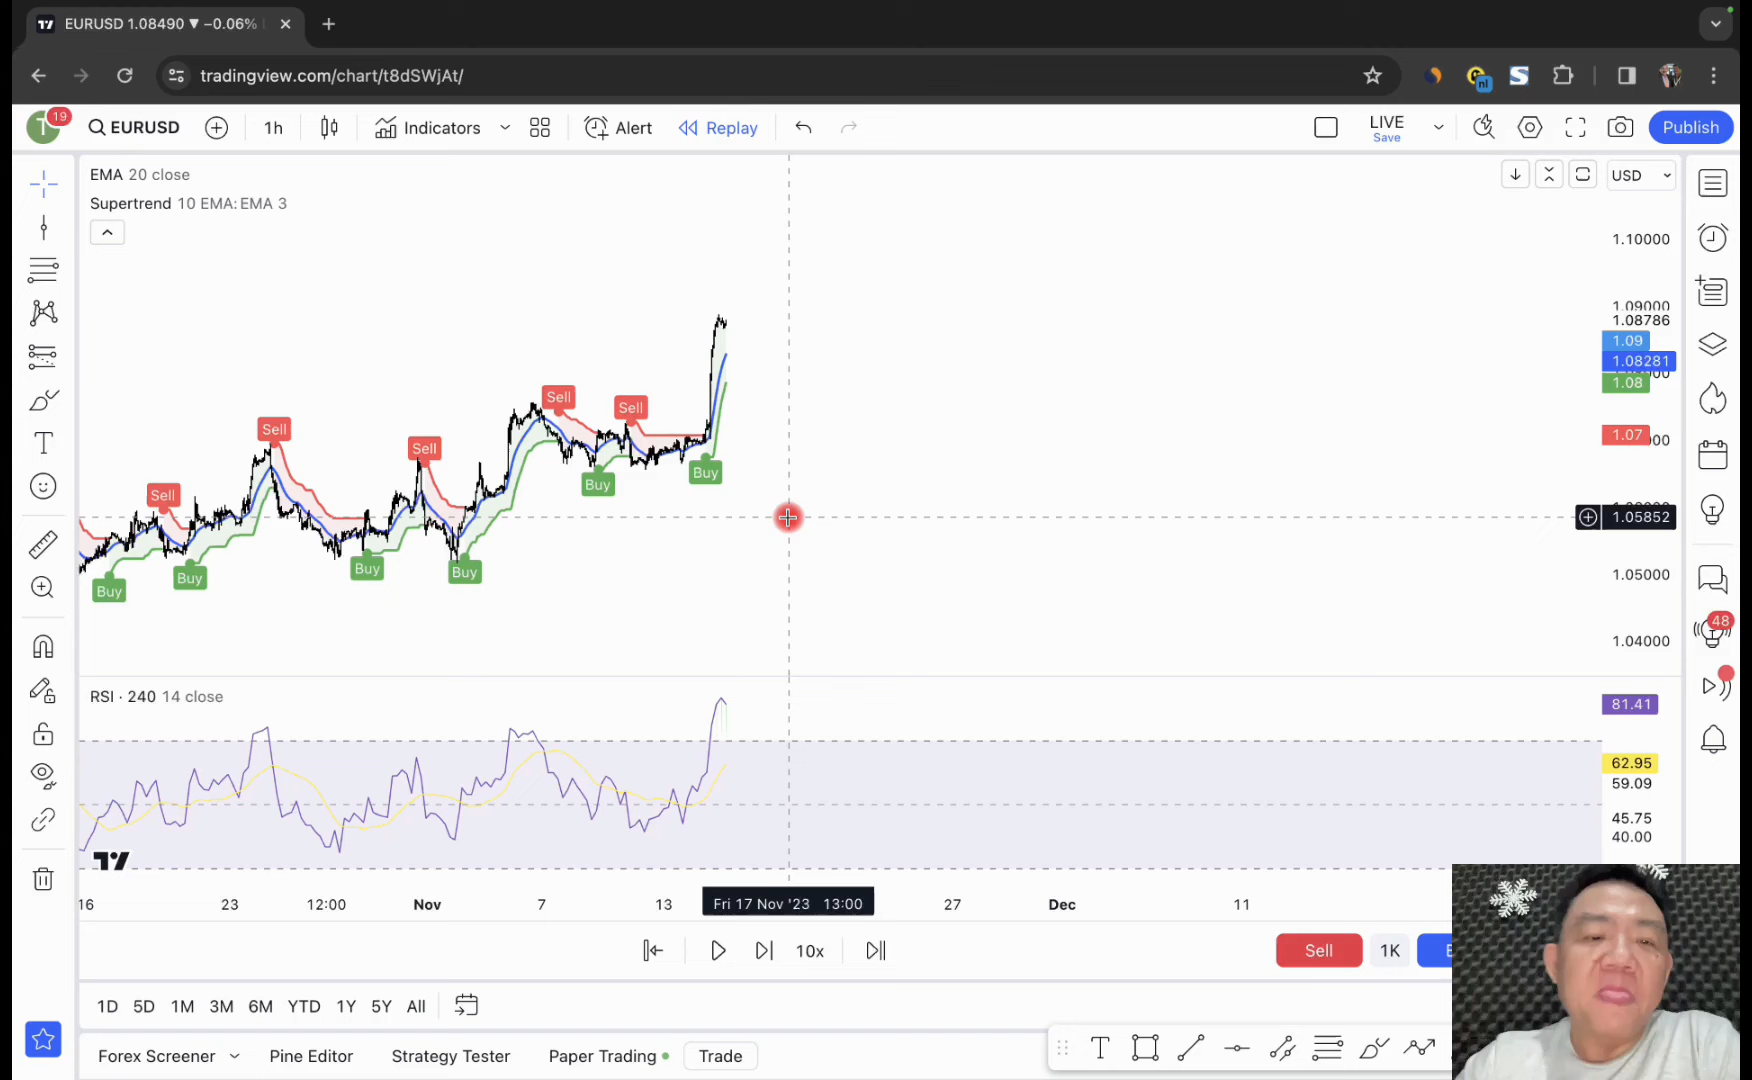 EURUSD 1.08490 ▼ −0.06%
tradingview.com/chart/t8dSWjAt/
nl
S
T
19
EURUSD
1h
Indicators
Alert
Replay
LIVE
Save
Publish
EMA 20 close
Supertrend 10 EMA:EMA 3
USD
1.10000
1.09000
1.08786
1.09
1.08281
1.08
1.07
Sell
Sell
Sell
Sell
Sell
Buy
Buy
Buy
Buy
Buy
Buy
1.05852
1.05000
1.04000
48
RSI · 240 14 close
81.41
62.95
59.09
45.75
40.00
16
23
12:00
Nov
7
13
Fri 17 Nov '23 13:00
27
Dec
11
10x
Sell
1K
1D 5D 1M 3M 6M YTD 1Y 5Y All
Forex Screener
Pine Editor
Strategy Tester
Paper Trading
Trade
T